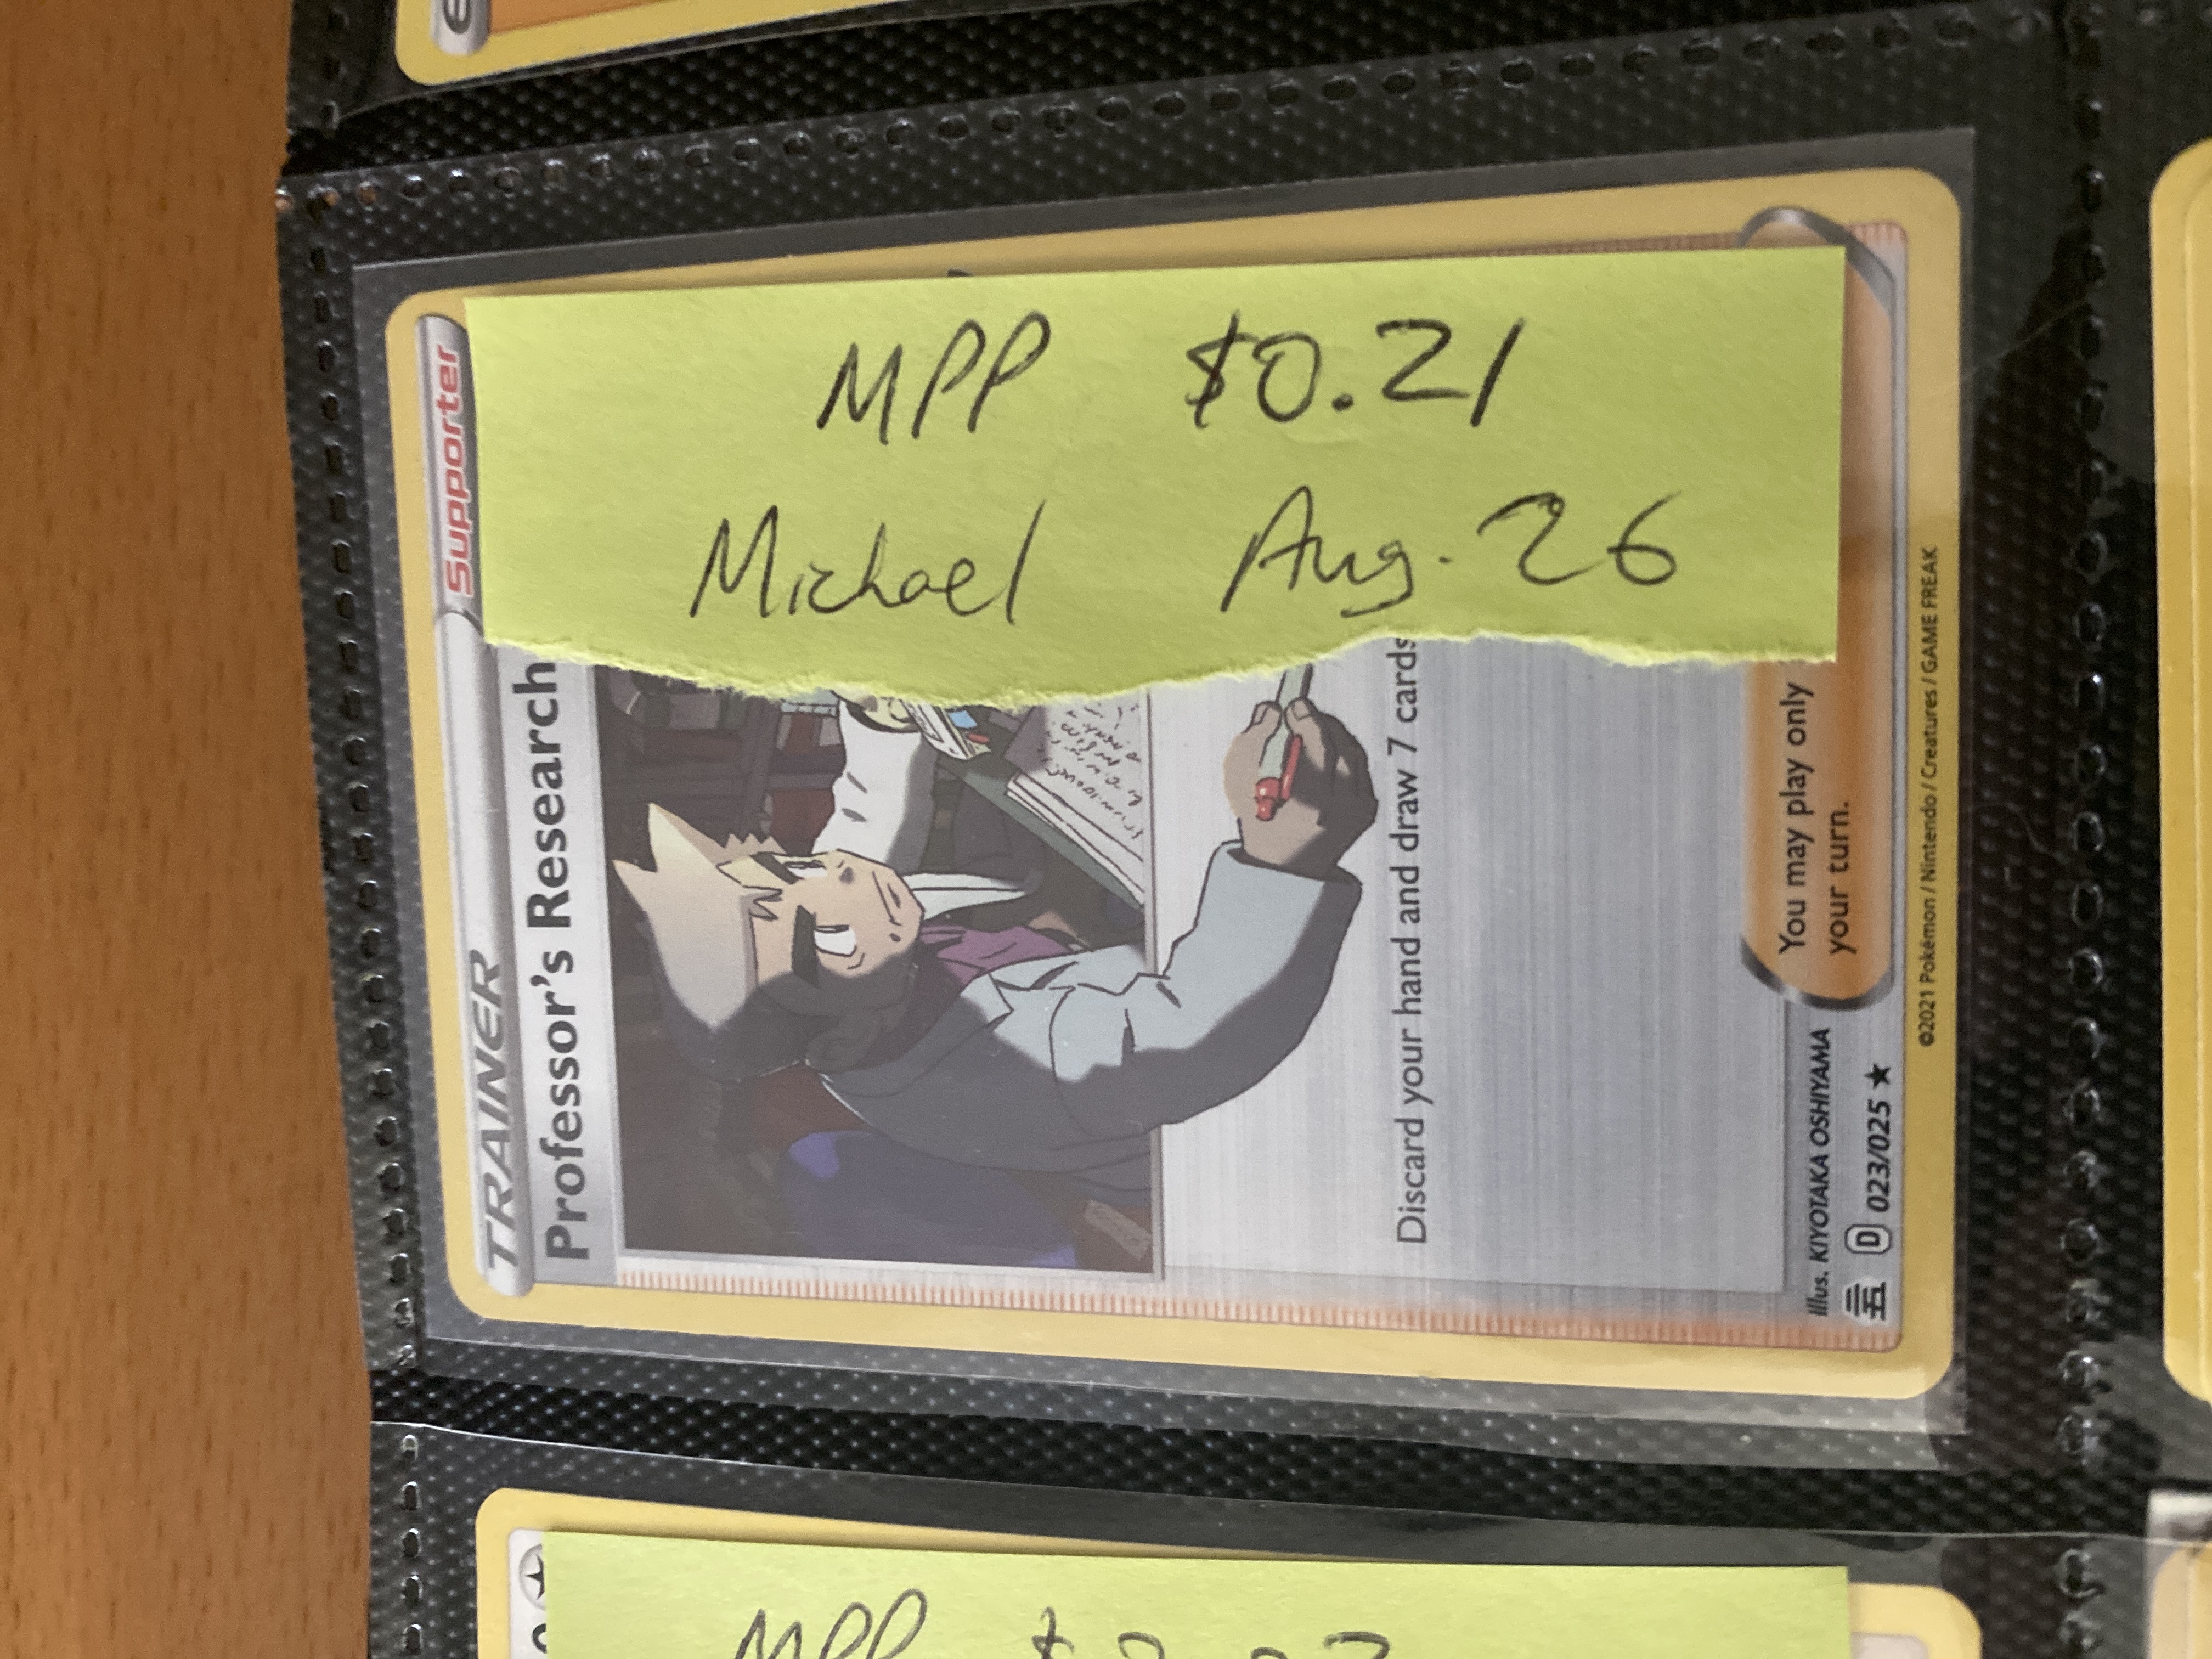 MPP $0.21
Michael Aug. 26
TRAINER Supporter
Professor's Research
Discard your hand and draw 7 cards
You may play only
your turn.
Illus. KIYOTAKA OSHIYAMA
D 023/025 ★
©2021 Pokémon / Nintendo / Creatures / GAME FREAK
MPP